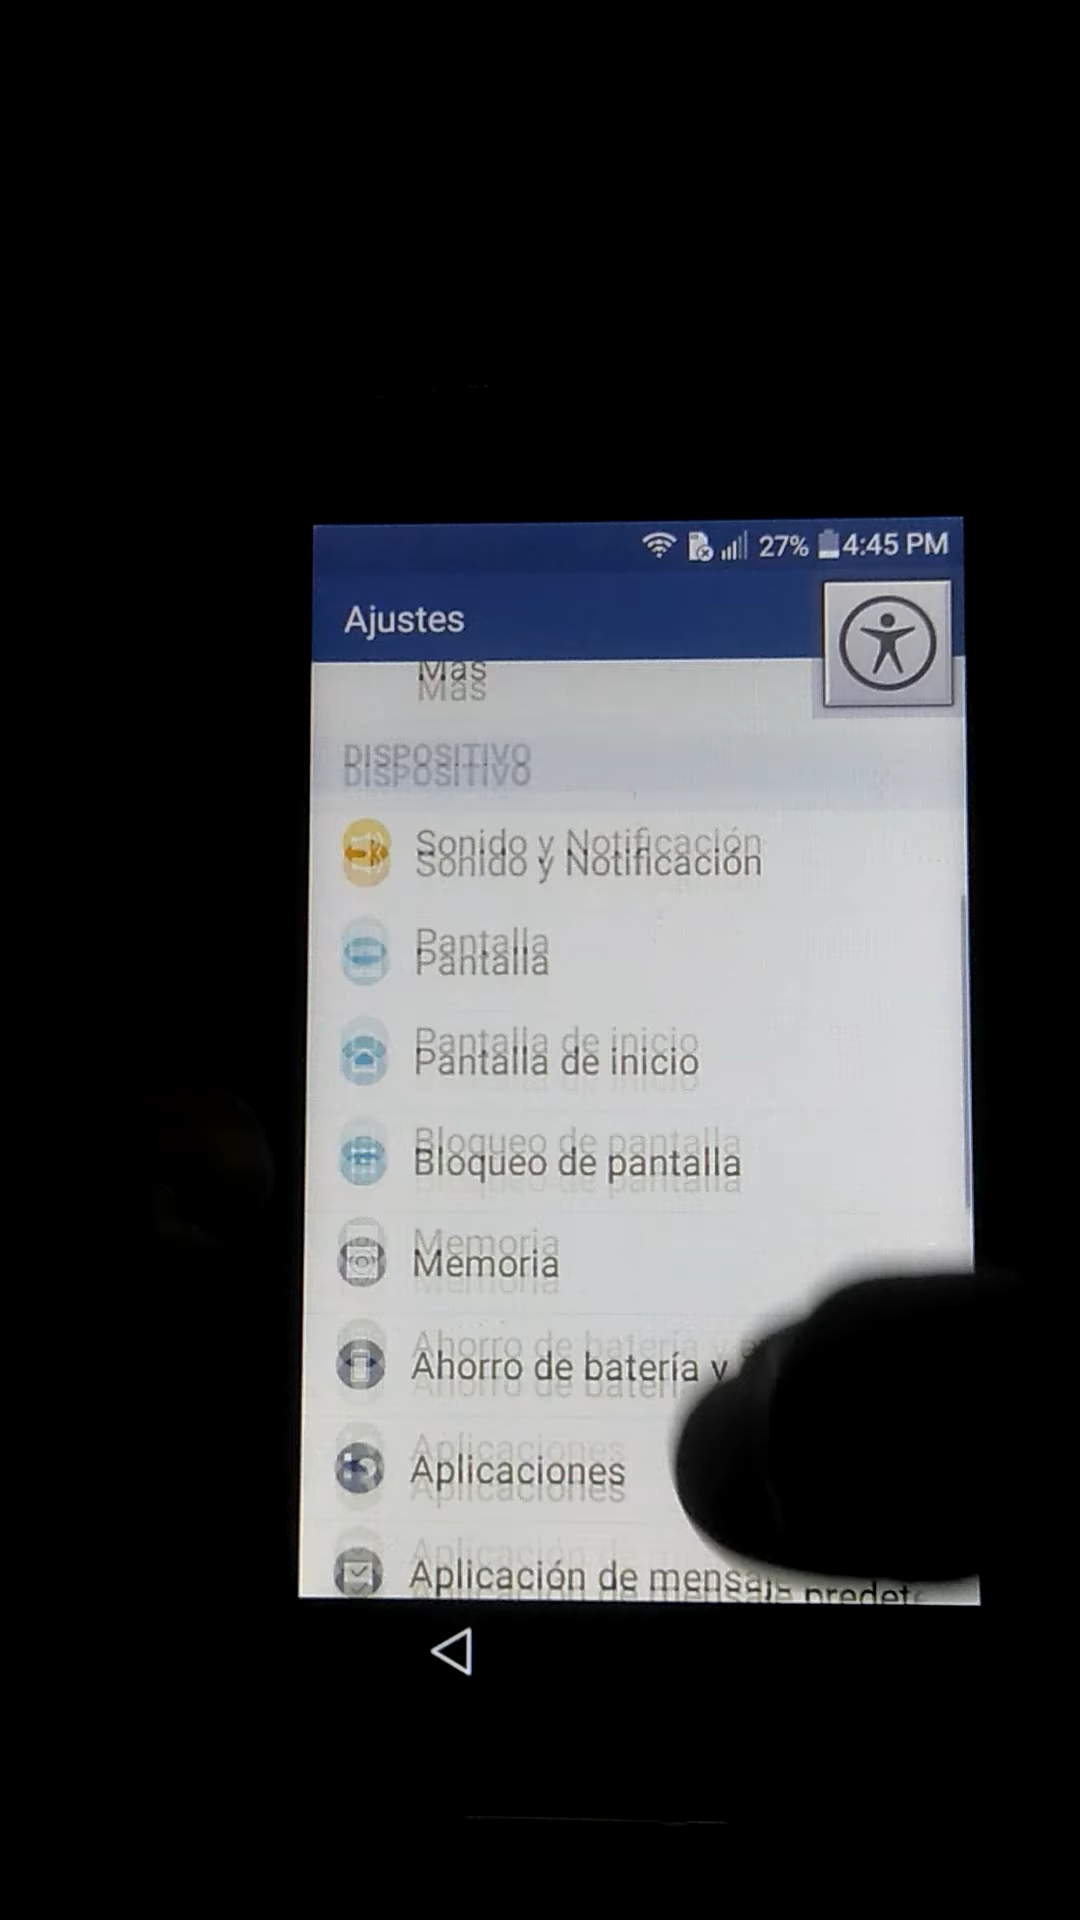 27% 4:45 PM
Ajustes
Más
DISPOSITIVO
Sonido y Notificación
Pantalla
Pantalla de inicio
Bloqueo de pantalla
Memoria
Ahorro de batería y
Aplicaciones
Aplicación de mensaje predet